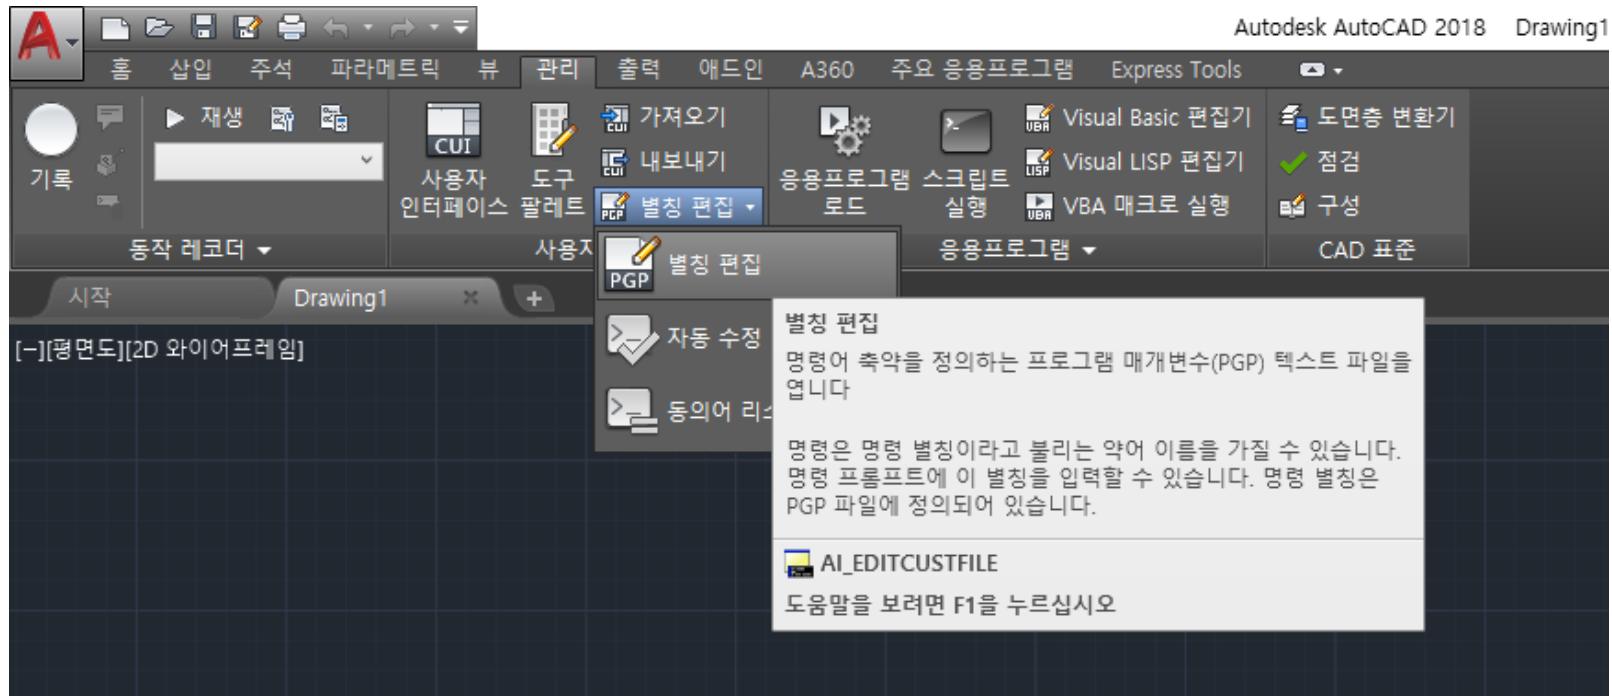 Autodesk AutoCAD 2018 Drawing1
홈 삽입 주석 파라메트릭 뷰 관리 출력 애드인 A360 주요 응용프로그램 Express Tools
기록
재생
동작 레코더
CUI
사용자
인터페이스
도구
팔레트
가져오기
내보내기
별칭 편집
사용자
응용프로그램
로드
스크립트
실행
Visual Basic 편집기
Visual LISP 편집기
VBA 매크로 실행
응용프로그램
도면층 변환기
점검
구성
CAD 표준
시작 Drawing1
[−][평면도][2D 와이어프레임]
PGP 별칭 편집
자동 수정
동의어 리
별칭 편집
명령어 축약을 정의하는 프로그램 매개변수(PGP) 텍스트 파일을
엽니다
명령은 명령 별칭이라고 불리는 약어 이름을 가질 수 있습니다.
명령 프롬프트에 이 별칭을 입력할 수 있습니다. 명령 별칭은
PGP 파일에 정의되어 있습니다.
AI_EDITCUSTFILE
도움말을 보려면 F1을 누르십시오